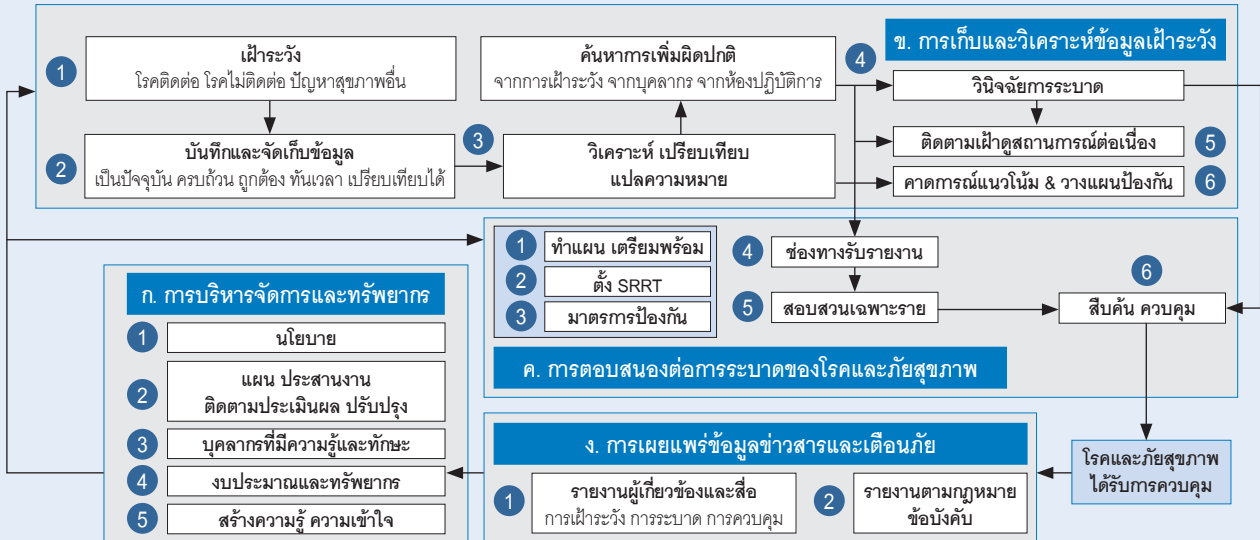 ข. การเก็บและวิเคราะห์ข้อมูลเฝ้าระวัง
1
เฝ้าระวัง
โรคติดต่อ โรคไม่ติดต่อ ปัญหาสุขภาพอื่น
2
บันทึกและจัดเก็บข้อมูล
เป็นปัจจุบัน ครบถ้วน ถูกต้อง ทันเวลา เปรียบเทียบได้
3
วิเคราะห์ เปรียบเทียบ
แปลความหมาย
ค้นหาการเพิ่มผิดปกติ
จากการเฝ้าระวัง จากบุคลากร จากห้องปฏิบัติการ
4
วินิจฉัยการระบาด
ติดตามเฝ้าดูสถานการณ์ต่อเนื่อง
5
คาดการณ์แนวโน้ม & วางแผนป้องกัน
6
1
ทำแผน เตรียมพร้อม
2
ตั้ง SRRT
3
มาตรการป้องกัน
4
ช่องทางรับรายงาน
5
สอบสวนเฉพาะราย
6
สืบค้น ควบคุม
ค. การตอบสนองต่อการระบาดของโรคและภัยสุขภาพ
ก. การบริหารจัดการและทรัพยากร
1
นโยบาย
2
แผน ประสานงาน
ติดตามประเมินผล ปรับปรุง
3
บุคลากรที่มีความรู้และทักษะ
4
งบประมาณและทรัพยากร
5
สร้างความรู้ ความเข้าใจ
ง. การเผยแพร่ข้อมูลข่าวสารและเตือนภัย
1
รายงานผู้เกี่ยวข้องและสื่อ
การเฝ้าระวัง การระบาด การควบคุม
2
รายงานตามกฎหมาย
ข้อบังคับ
โรคและภัยสุขภาพ
ได้รับการควบคุม